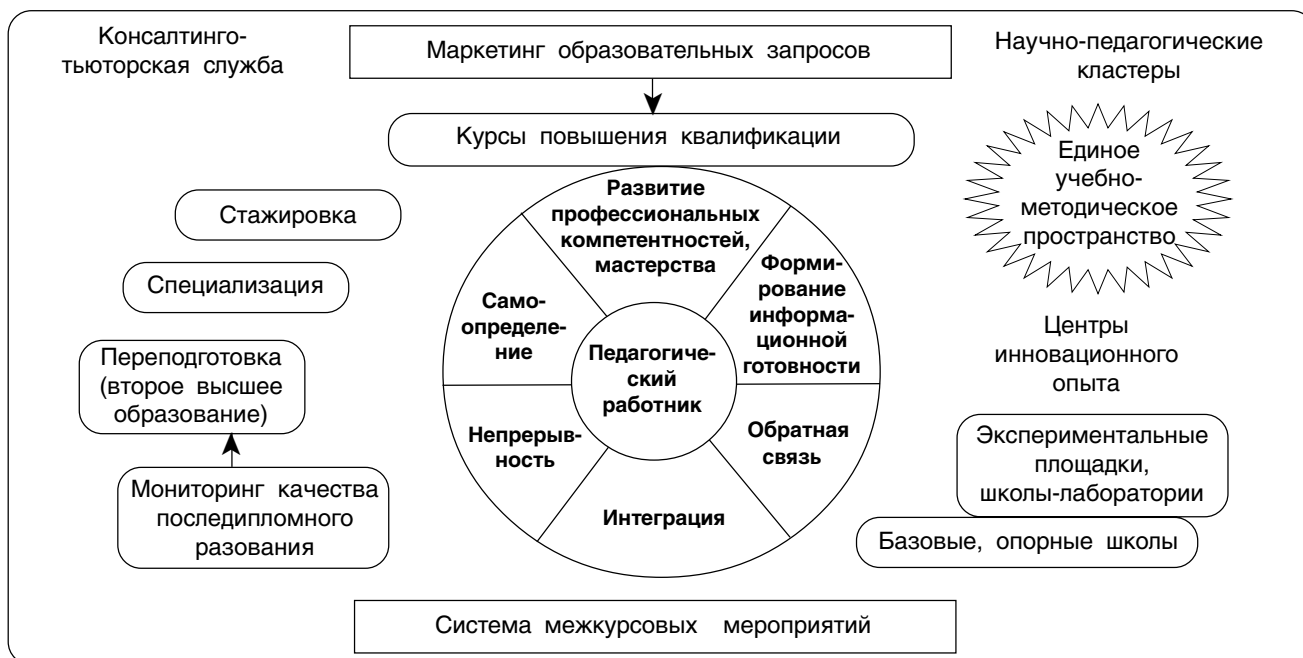 Консалтинго-
тьюторская служба
Маркетинг образовательных запросов
Научно-педагогические
кластеры
Курсы повышения квалификации
Единое
учебно-
методическое
пространство
Стажировка
Специализация
Переподготовка
(второе высшее
образование)
Мониторинг качества
последипломного
разования
Развитие
профессиональных
компетентностей,
мастерства
Само-
определе-
ние
Форми-
рование
информа-
ционной
готовности
Педагогиче-
ский
работник
Непрерыв-
ность
Обратная
связь
Интеграция
Центры
инновационного
опыта
Экспериментальные
площадки,
школы-лаборатории
Базовые, опорные школы
Система межкурсовых мероприятий